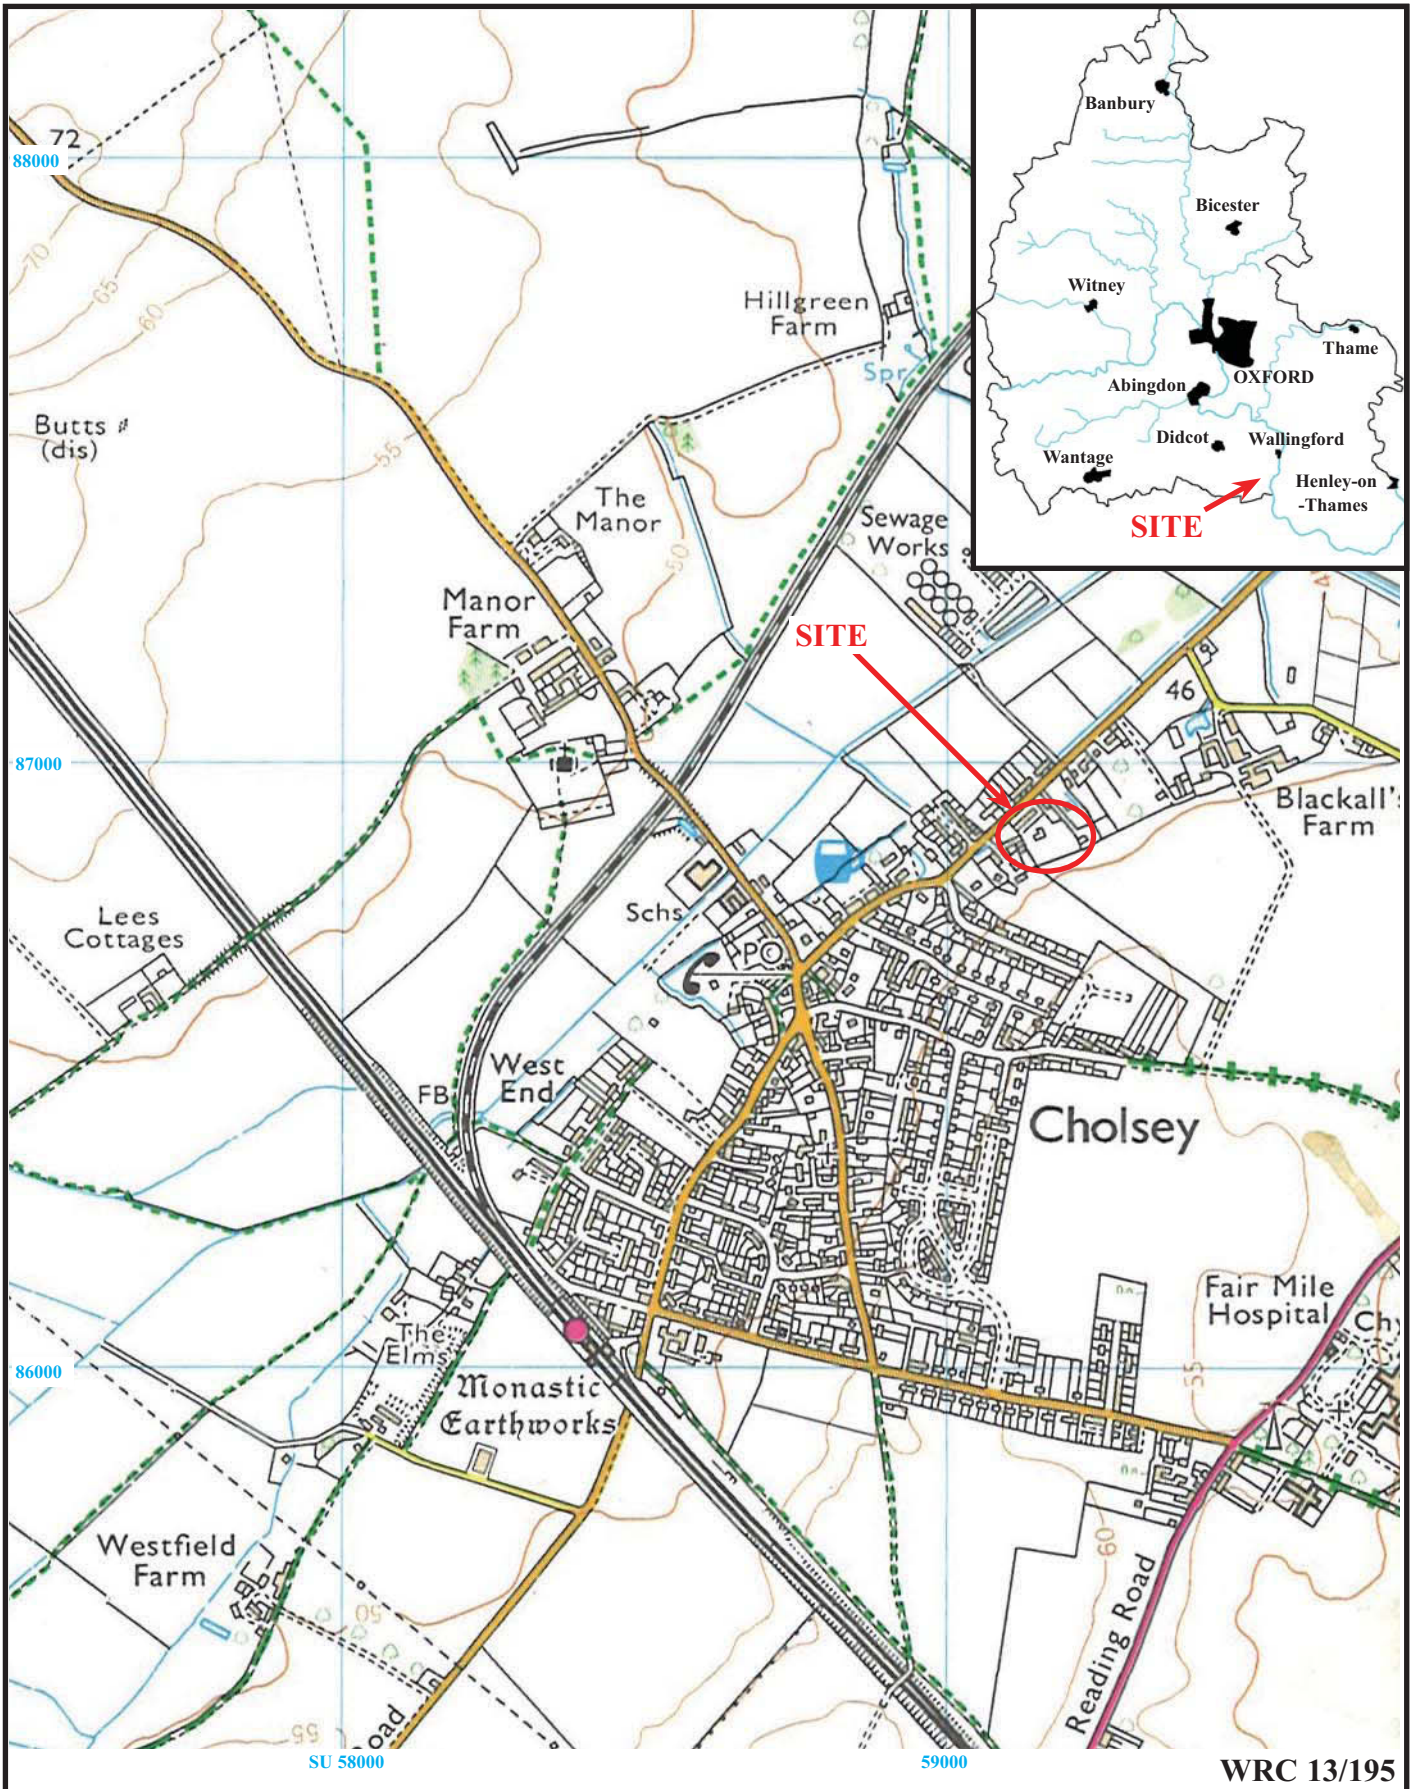 72
88000
70
65
60
Butts
(dis)
55
Hillgreen
Farm
Spr
The
Manor
50
Sewage
Works
Manor
Farm
SITE
46
87000
Blackall's
Farm
Lees
Cottages
Schs
PO
FB
West
End
Cholsey
Fair Mile
Hospital
Ch
The
Elms
86000
Monastic
Earthworks
55
Westfield
Farm
50
60
Reading Road
55
oad
SU 58000
59000
WRC 13/195
Banbury
Bicester
Witney
Thame
OXFORD
Abingdon
Didcot
Wallingford
Wantage
Henley-on
-Thames
SITE